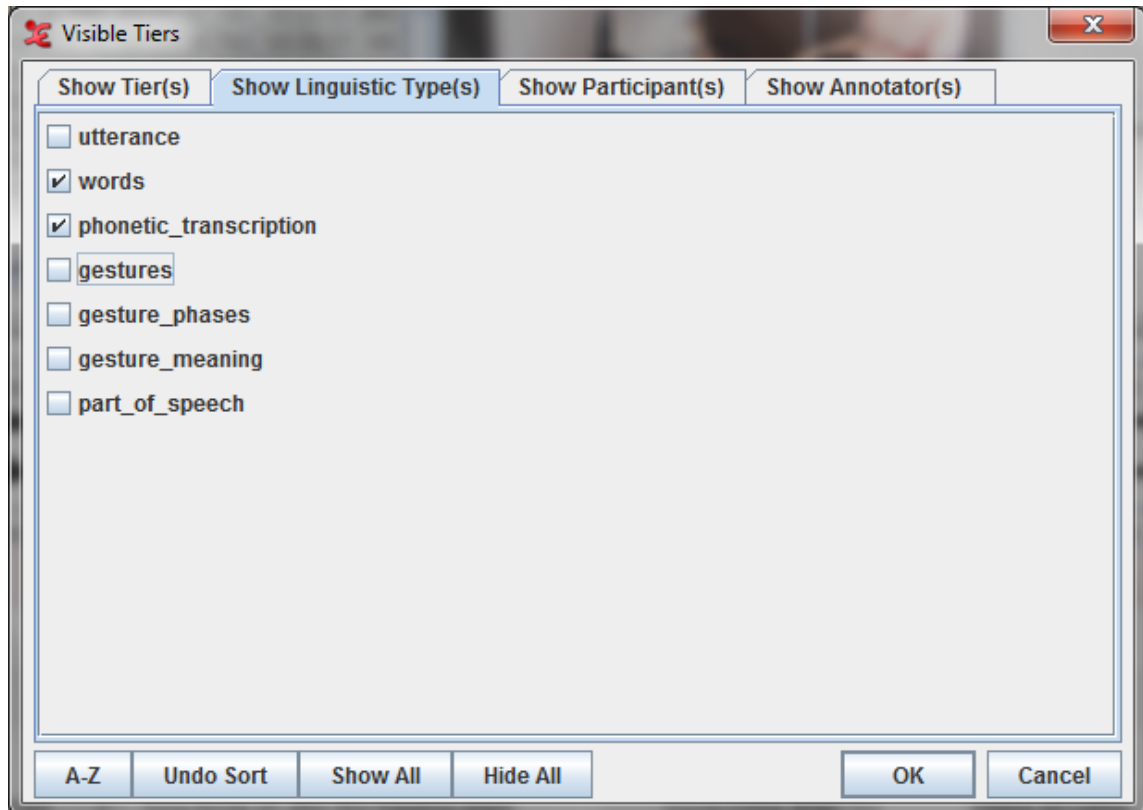 Visible Tiers
Show Tier(s) Show Linguistic Type(s) Show Participant(s) Show Annotator(s)
utterance
words
phonetic_transcription
gestures
gesture_phases
gesture_meaning
part_of_speech
A-Z Undo Sort Show All Hide All OK Cancel